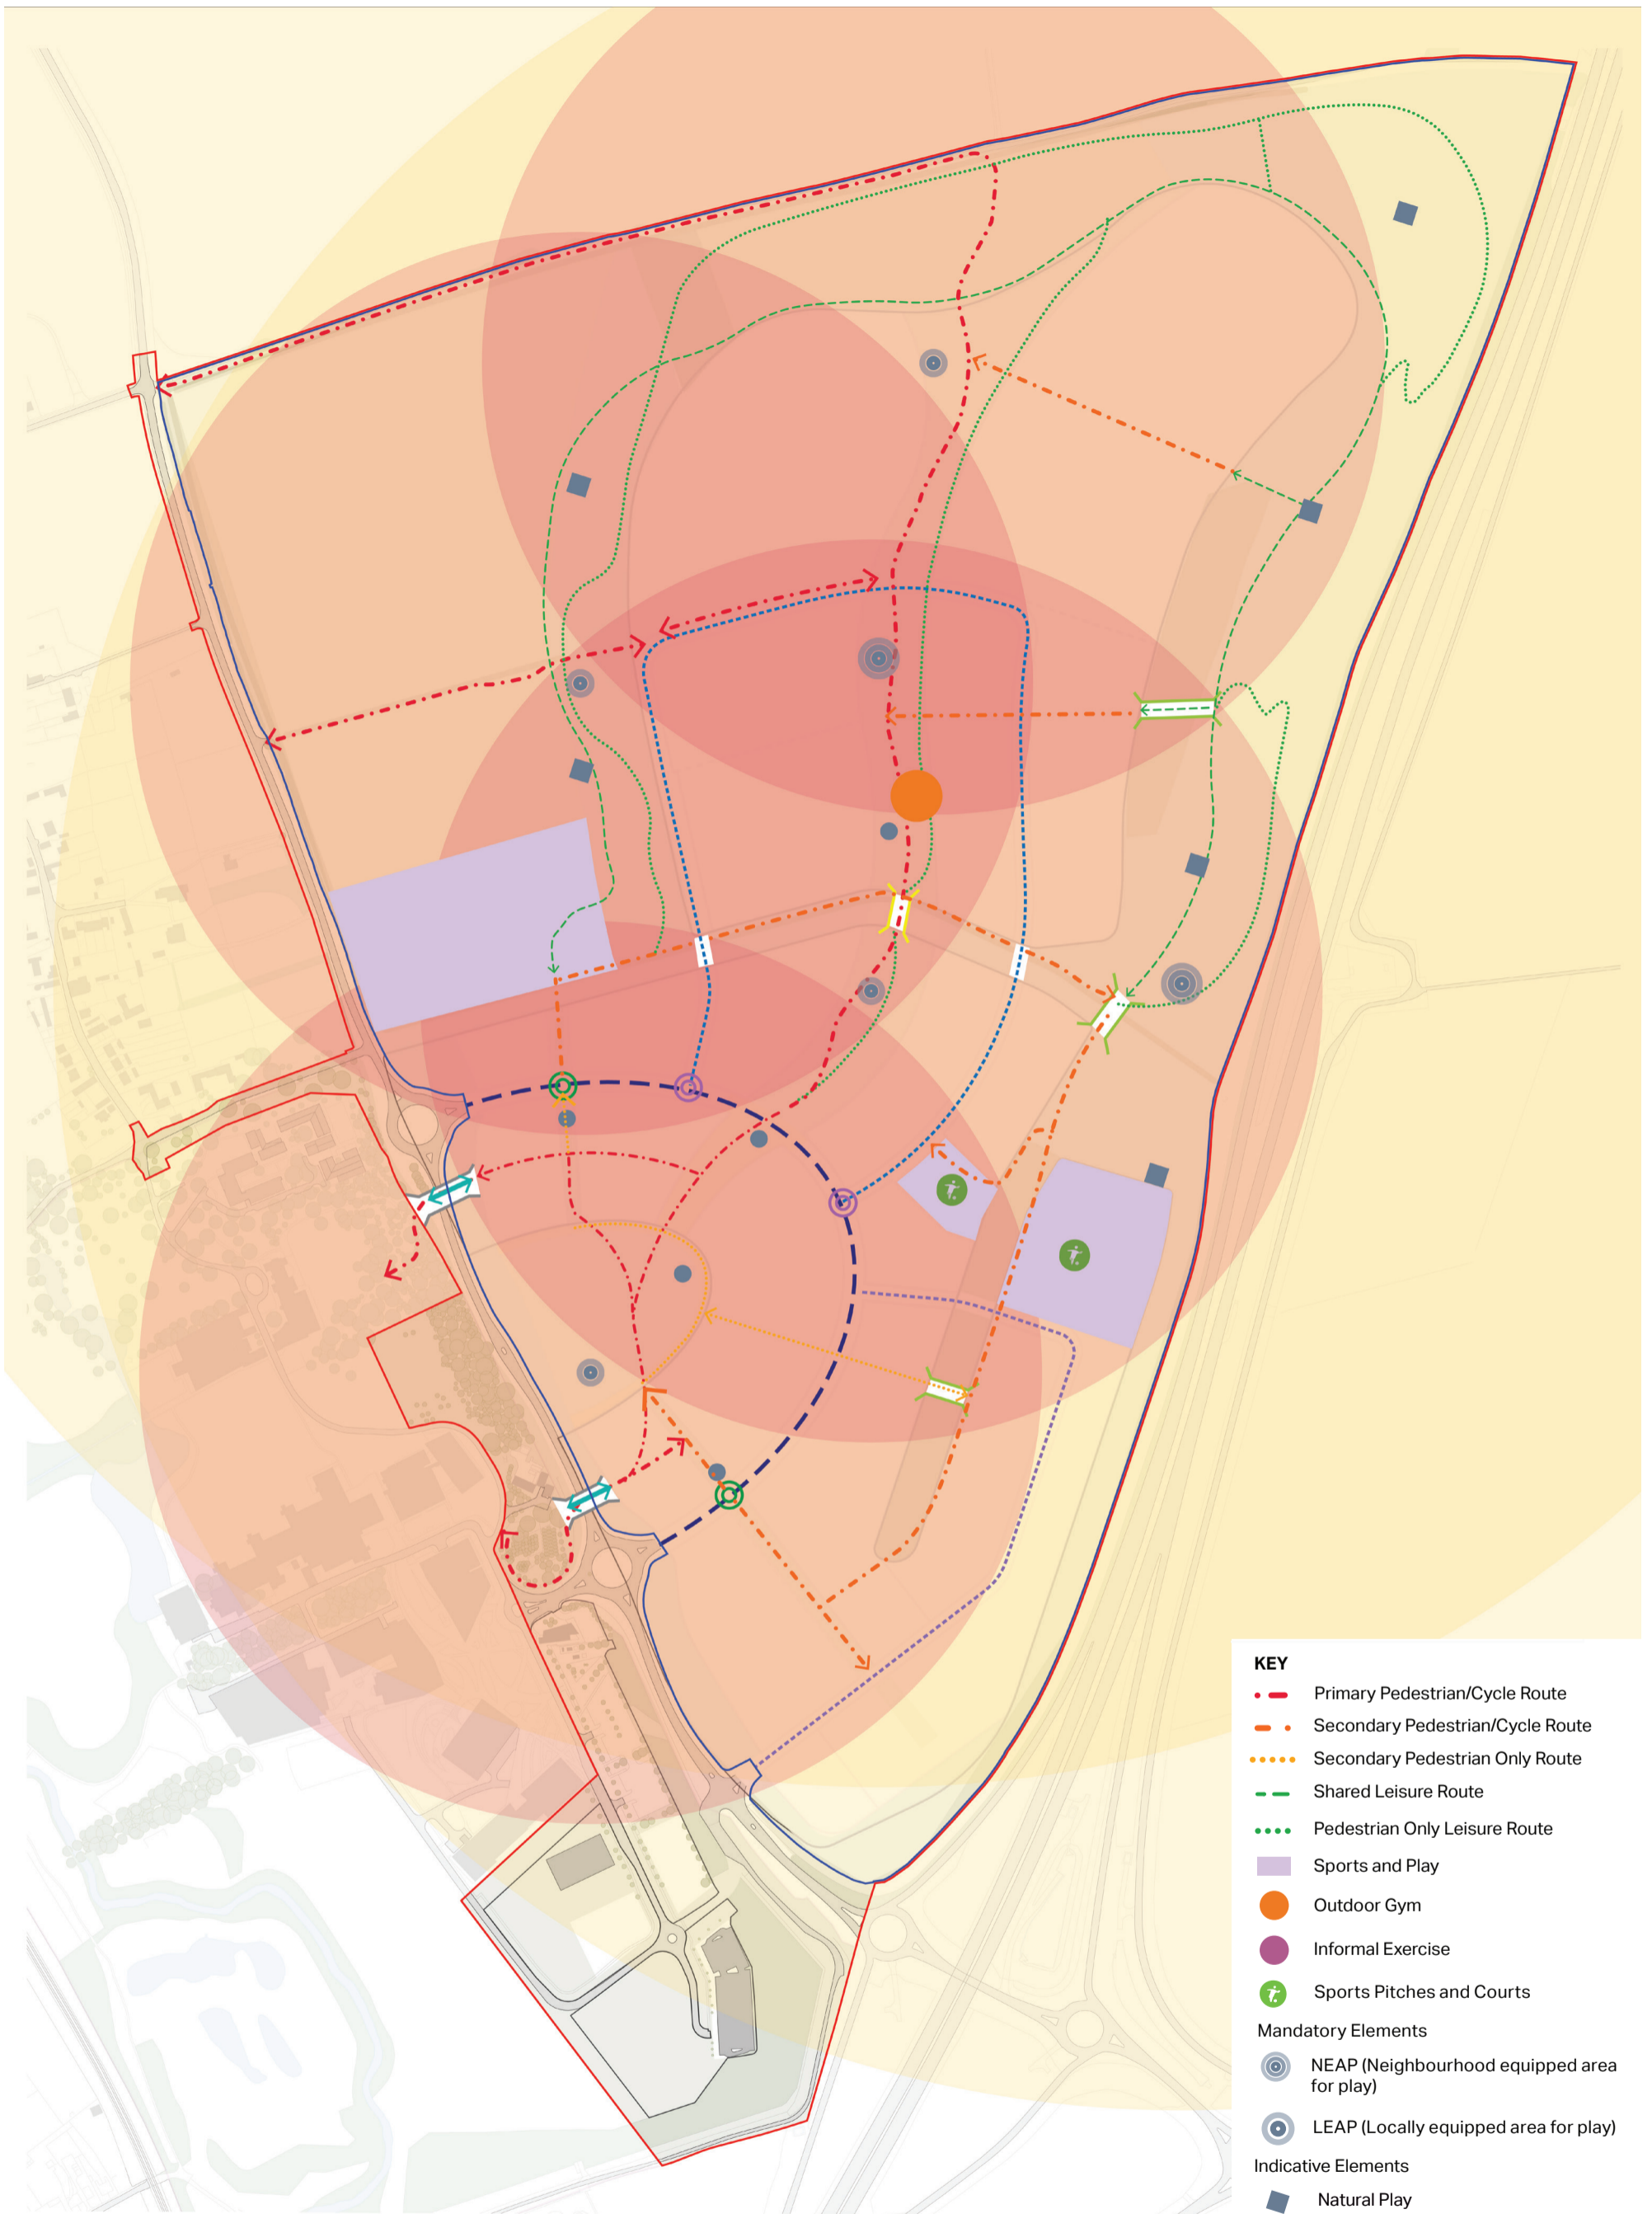 KEY
Primary Pedestrian/Cycle Route
Secondary Pedestrian/Cycle Route
Secondary Pedestrian Only Route
Shared Leisure Route
Pedestrian Only Leisure Route
Sports and Play
Outdoor Gym
Informal Exercise
Sports Pitches and Courts
Mandatory Elements
NEAP (Neighbourhood equipped area
for play)
LEAP (Locally equipped area for play)
Indicative Elements
Natural Play